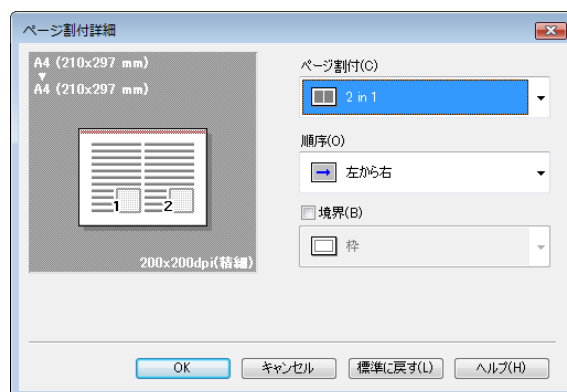 ページ割付詳細
A4 (210x297 mm)
▼
A4 (210x297 mm)
1 2
200x200dpi(精細)
ページ割付(C)
2 in 1
順序(O)
左から右
境界(B)
枠
OK キャンセル 標準に戻す(L) ヘルプ(H)